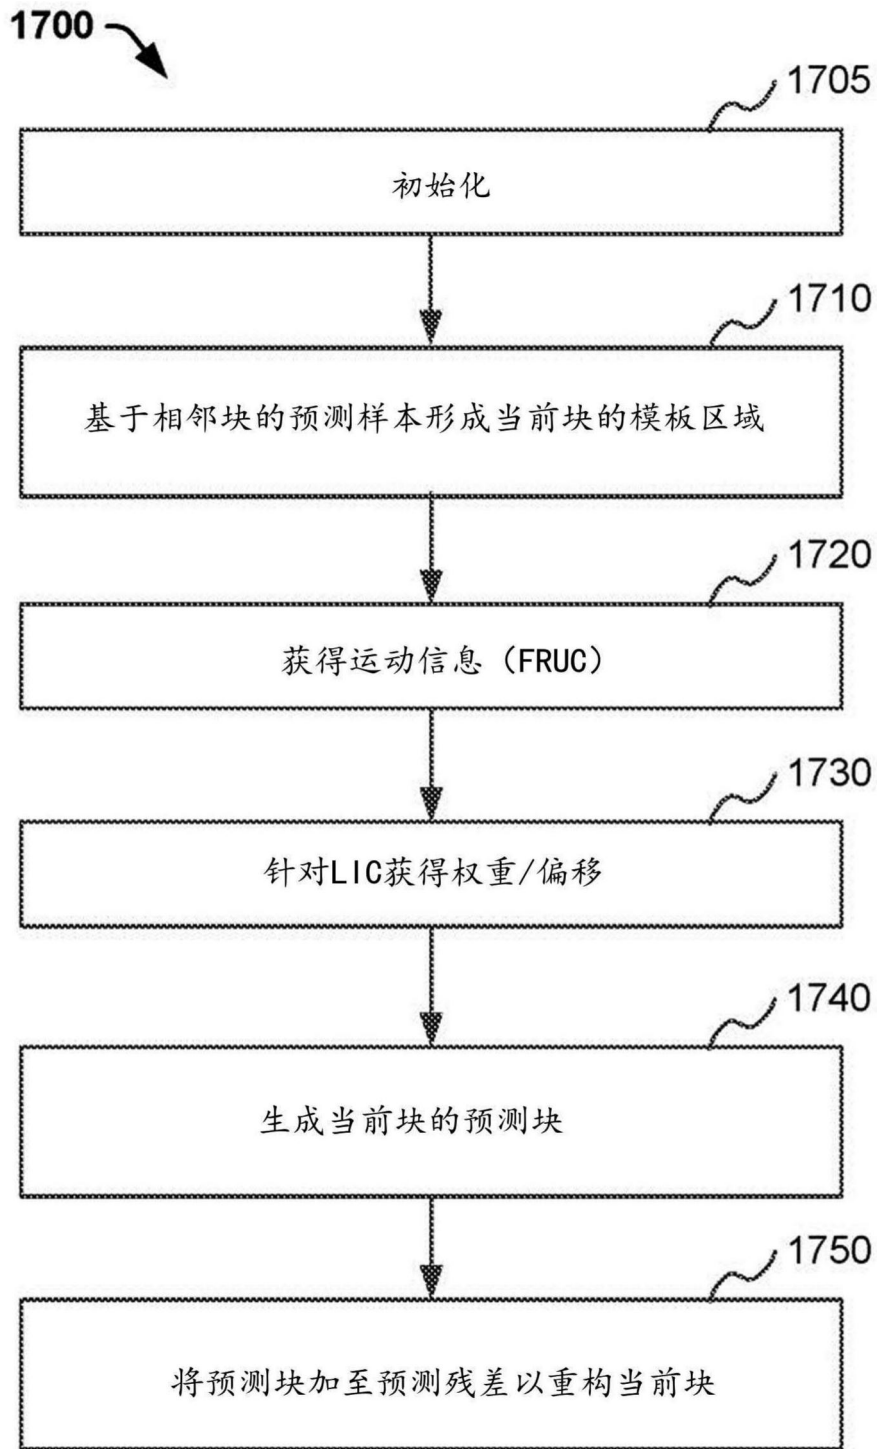 1700
1705
初始化
1710
基于相邻块的预测样本形成当前块的模板区域
1720
获得运动信息（FRUC）
1730
针对LIC获得权重/偏移
1740
生成当前块的预测块
1750
将预测块加至预测残差以重构当前块